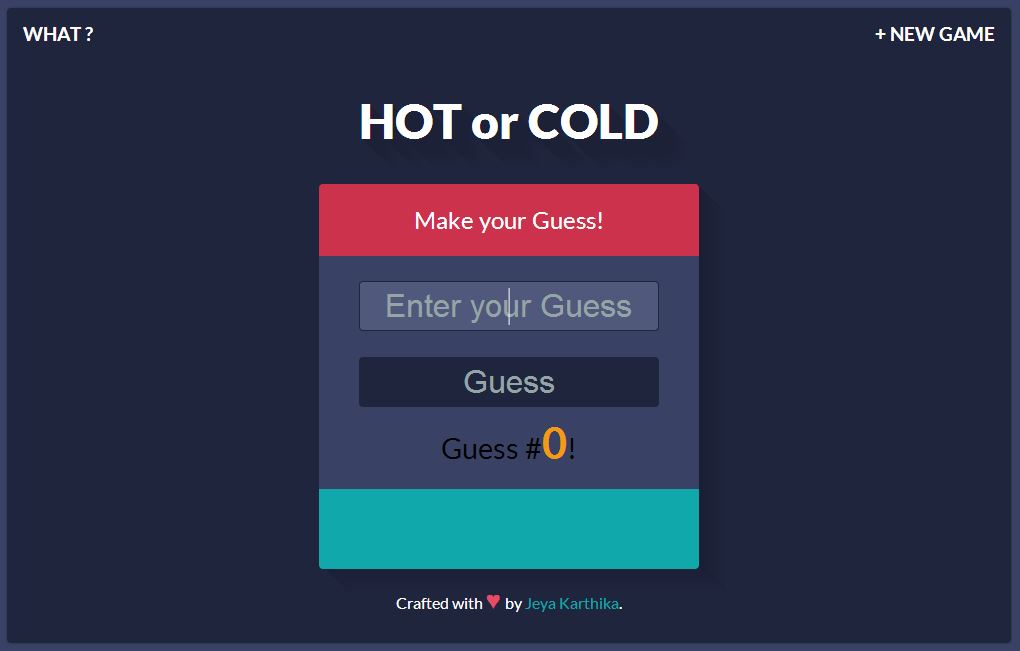 WHAT ?
+ NEW GAME
HOT or COLD
Make your Guess!
Enter your Guess
Guess
Guess #0!
Crafted with ♥ by Jeya Karthika.